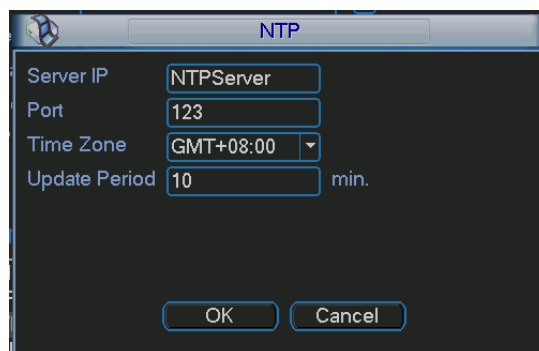 NTP
Server IP NTPServer
Port 123
Time Zone GMT+08:00
Update Period 10 min.
OK Cancel